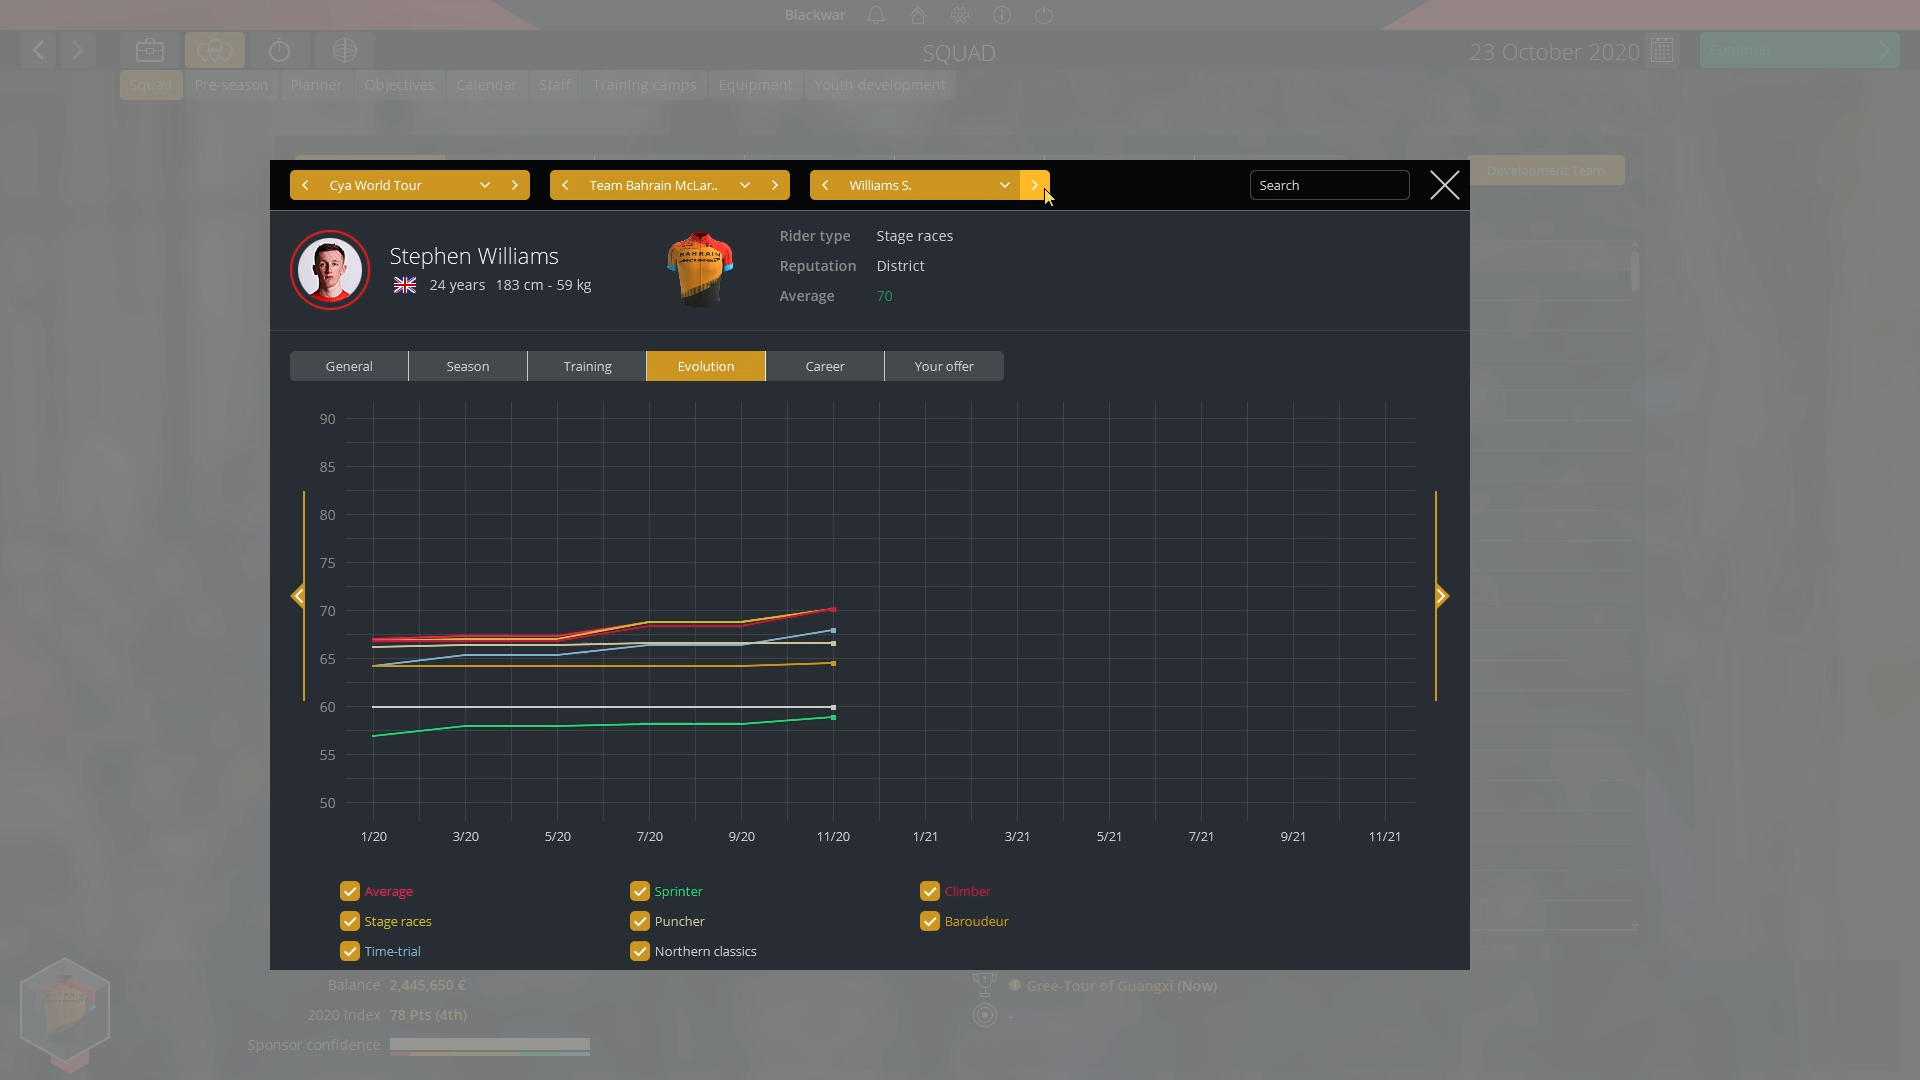 Blackwar
SQUAD
23 October 2020
Continue
Squad
Pre-season
Planner
Objectives
Calendar
Staff
Training camps
Equipment
Youth development
Development Team
Cya World Tour
Team Bahrain McLar..
Williams S.
Search
Stephen Williams
24 years 183 cm - 59 kg
BAHRAIN
Rider type Stage races
Reputation District
Average 70
General
Season
Training
Evolution
Career
Your offer
90
85
80
75
70
65
60
55
50
1/20 3/20 5/20 7/20 9/20 11/20 1/21 3/21 5/21 7/21 9/21 11/21
Average
Sprinter
Climber
Stage races
Puncher
Baroudeur
Time-trial
Northern classics
Balance 2,445,650 €
Gree-Tour of Guangxi (Now)
2020 Index 78 Pts (4th)
-
Sponsor confidence